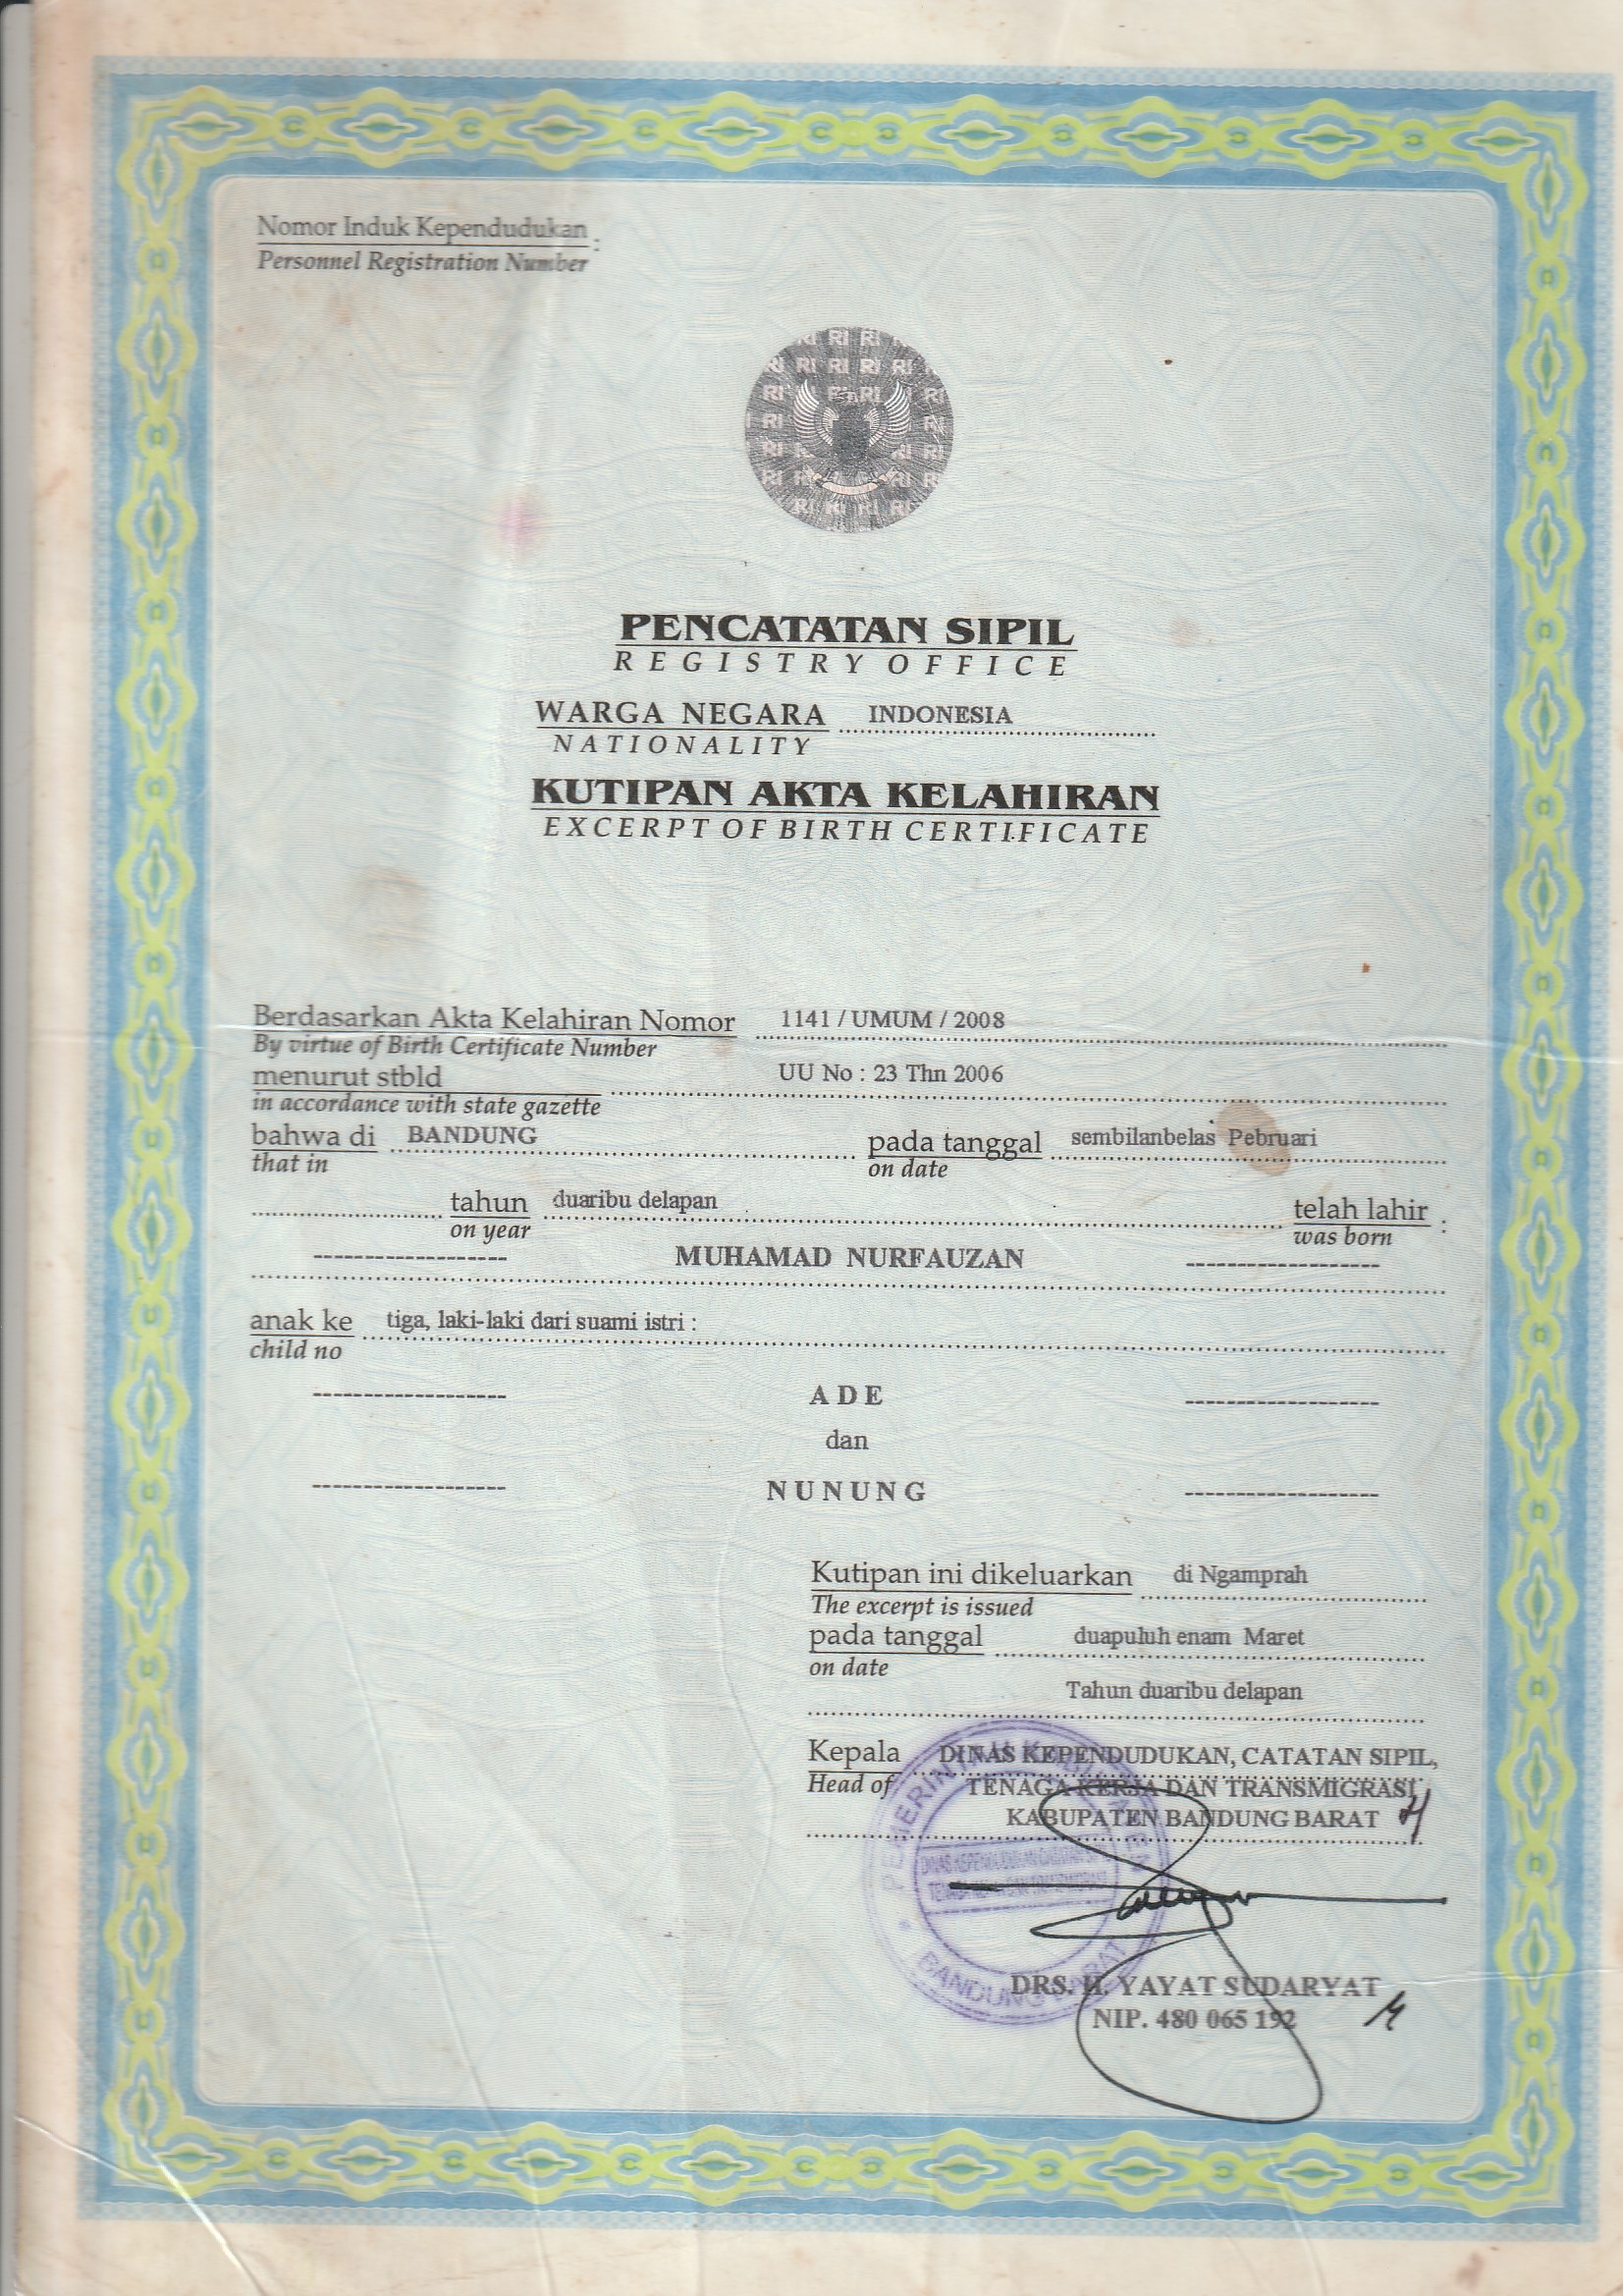 Nomor Induk Kependudukan :
Personnel Registration Number
PENCATATAN SIPIL
REGISTRY OFFICE
WARGA NEGARA INDONESIA
NATIONALITY
KUTIPAN AKTA KELAHIRAN
EXCERPT OF BIRTH CERTIFICATE
Berdasarkan Akta Kelahiran Nomor 1141 / UMUM / 2008
By virtue of Birth Certificate Number
menurut stbld UU No : 23 Thn 2006
in accordance with state gazette
bahwa di BANDUNG pada tanggal sembilanbelas Pebruari
that in on date
tahun duaribu delapan telah lahir :
on year was born
MUHAMAD NURFAUZAN
anak ke tiga, laki-laki dari suami istri :
child no
A D E
dan
N U N U N G
Kutipan ini dikeluarkan di Ngamprah
The excerpt is issued
pada tanggal duapuluh enam Maret
on date
Tahun duaribu delapan
Kepala DINAS KEPENDUDUKAN, CATATAN SIPIL,
Head of TENAGA KERJA DAN TRANSMIGRASI
KABUPATEN BANDUNG BARAT
BANDUNG BARAT
DRS. H. YAYAT SUDARYAT
NIP. 480 065 192